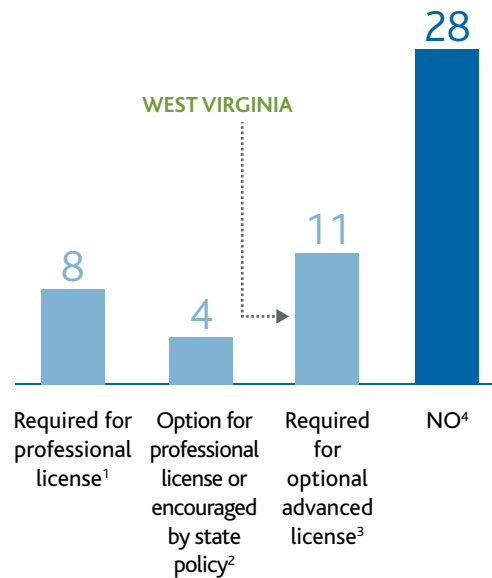 28
WEST VIRGINIA
11
8
4
Required for
professional
license1
Option for
professional
license or
encouraged
by state
policy2
Required
for
optional
advanced
license3
NO4